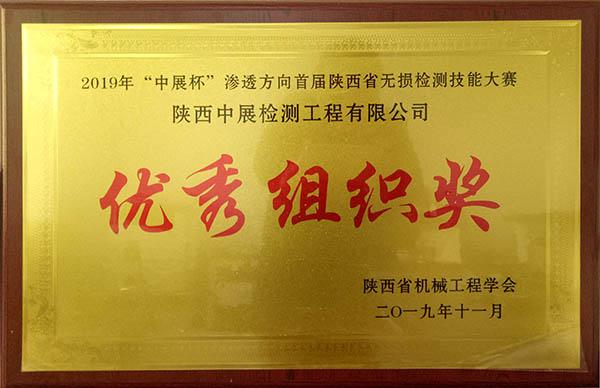 2019年“中展杯”渗透方向首届陕西省无损检测技能大赛
陕西中展检测工程有限公司
优秀组织奖
陕西省机械工程学会
二〇一九年十一月